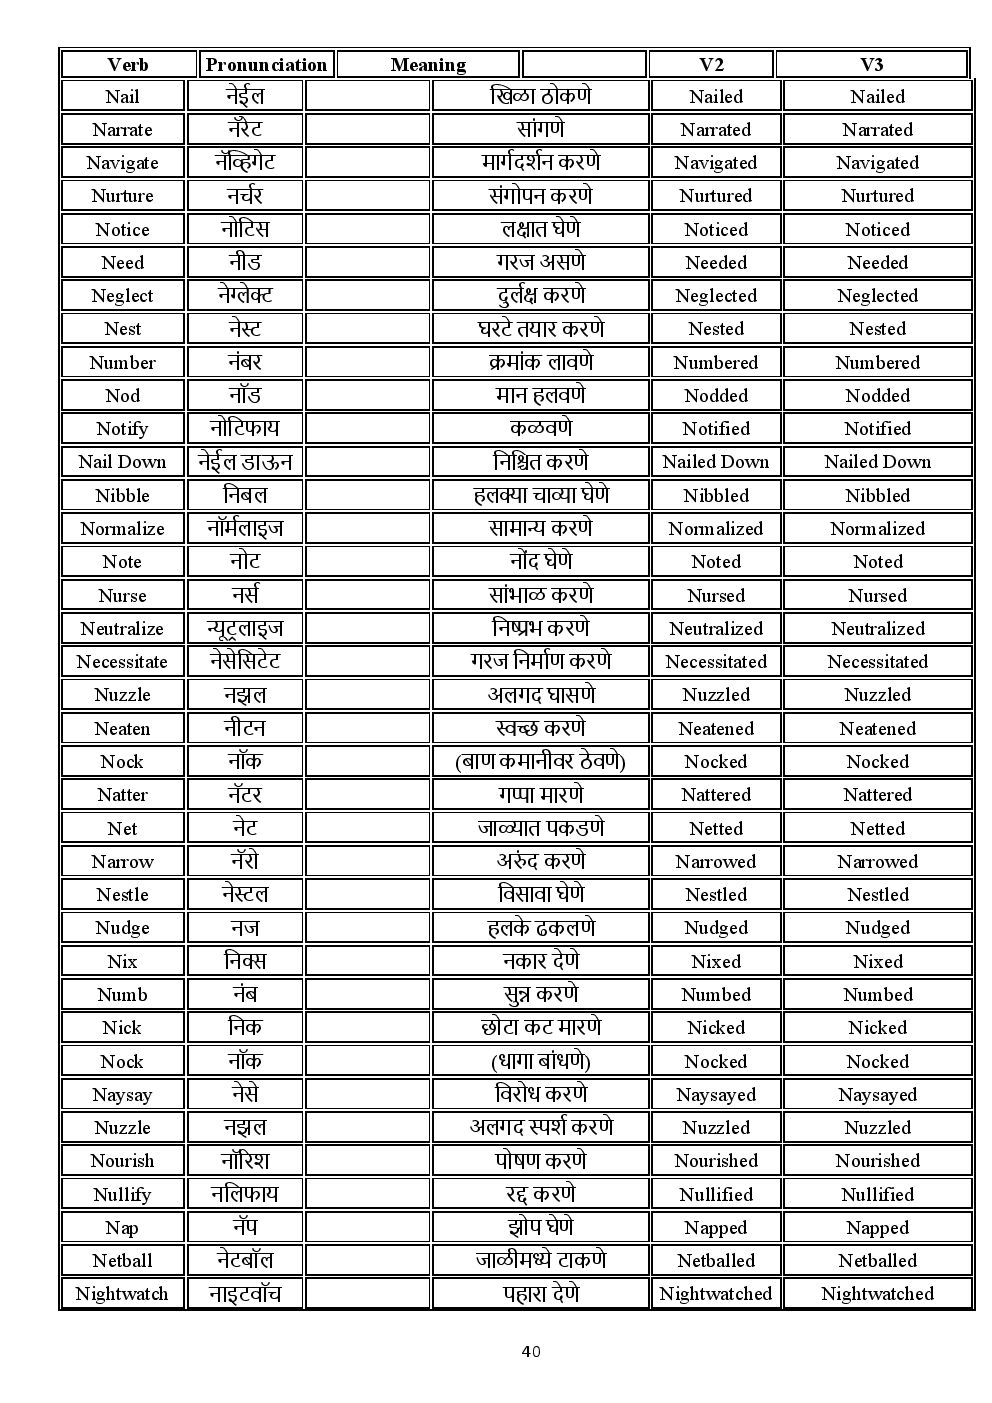 Verb Pronunciation Meaning V2 V3
Nail नेईल खिळा ठोकणे Nailed Nailed
Narrate नॅरेट सांगणे Narrated Narrated
Navigate नॅव्हिगेट मार्गदर्शन करणे Navigated Navigated
Nurture नर्चर संगोपन करणे Nurtured Nurtured
Notice नोटिस लक्षात घेणे Noticed Noticed
Need नीड गरज असणे Needed Needed
Neglect नेग्लेक्ट दुर्लक्ष करणे Neglected Neglected
Nest नेस्ट घरटे तयार करणे Nested Nested
Number नंबर क्रमांक लावणे Numbered Numbered
Nod नॉड मान हलवणे Nodded Nodded
Notify नोटिफाय कळवणे Notified Notified
Nail Down नेईल डाऊन निश्चित करणे Nailed Down Nailed Down
Nibble निबल हलक्या चाव्या घेणे Nibbled Nibbled
Normalize नॉर्मलाइज सामान्य करणे Normalized Normalized
Note नोट नोंद घेणे Noted Noted
Nurse नर्स सांभाळ करणे Nursed Nursed
Neutralize न्यूट्रलाइज निष्प्रभ करणे Neutralized Neutralized
Necessitate नेसेसिटेट गरज निर्माण करणे Necessitated Necessitated
Nuzzle नझल अलगद घासणे Nuzzled Nuzzled
Neaten नीटन स्वच्छ करणे Neatened Neatened
Nock नॉक (बाण कमानीवर ठेवणे) Nocked Nocked
Natter नॅटर गप्पा मारणे Nattered Nattered
Net नेट जाळ्यात पकडणे Netted Netted
Narrow नॅरो अरुंद करणे Narrowed Narrowed
Nestle नेस्टल विसावा घेणे Nestled Nestled
Nudge नज हलके ढकलणे Nudged Nudged
Nix निक्स नकार देणे Nixed Nixed
Numb नंब सुन्न करणे Numbed Numbed
Nick निक छोटा कट मारणे Nicked Nicked
Nock नॉक (धागा बांधणे) Nocked Nocked
Naysay नेसे विरोध करणे Naysayed Naysayed
Nuzzle नझल अलगद स्पर्श करणे Nuzzled Nuzzled
Nourish नॉरिश पोषण करणे Nourished Nourished
Nullify नलिफाय रद्द करणे Nullified Nullified
Nap नॅप झोप घेणे Napped Napped
Netball नेटबॉल जाळीमध्ये टाकणे Netballed Netballed
Nightwatch नाइटवॉच पहारा देणे Nightwatched Nightwatched
40